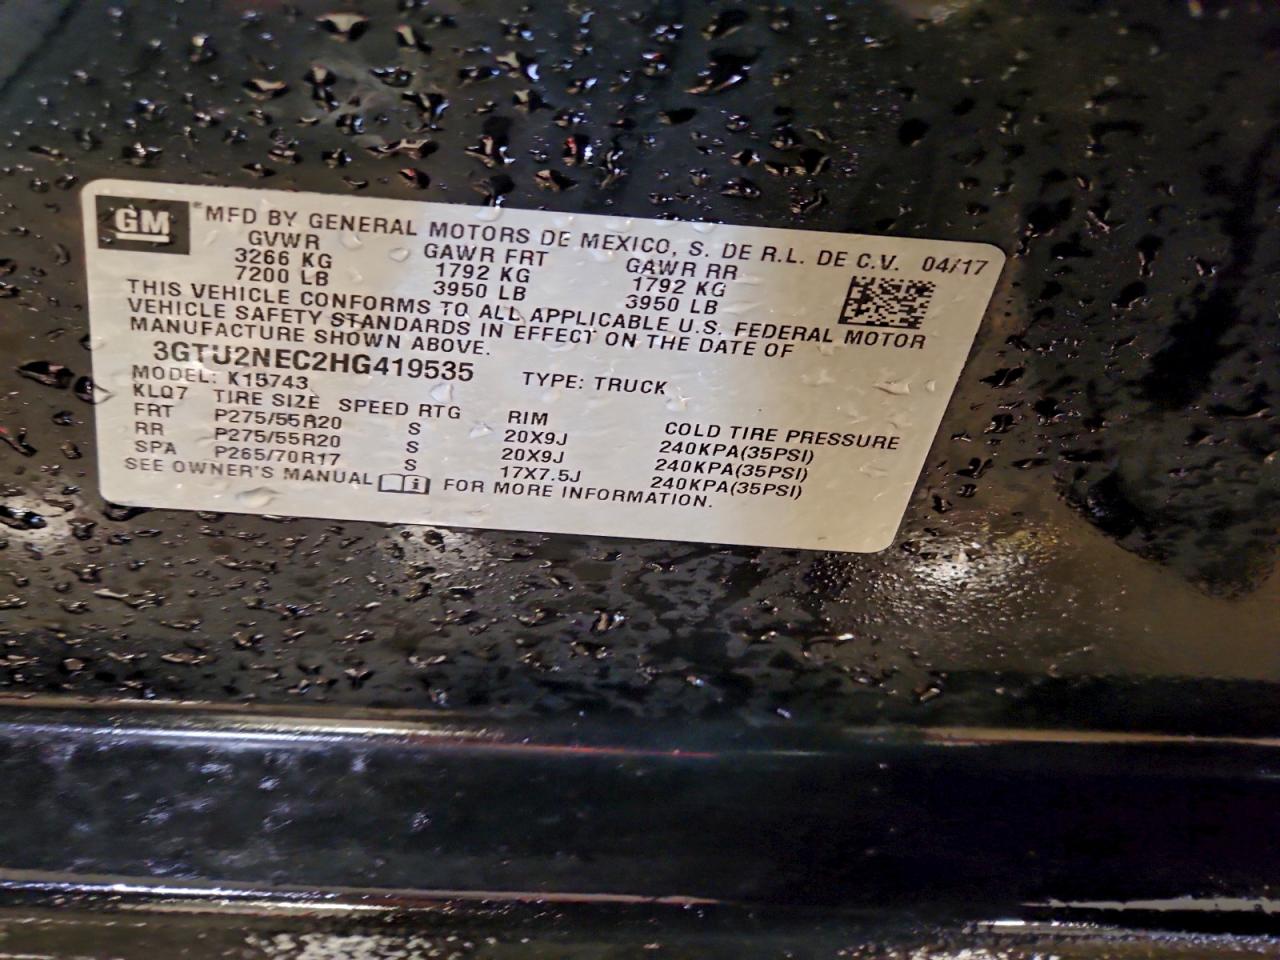 GM
*MFD BY GENERAL MOTORS DE MEXICO, S. DE R.L. DE C.V. 04/17
GVWR GAWR FRT GAWR RR
3266 KG 1792 KG 1792 KG
7200 LB 3950 LB 3950 LB
THIS VEHICLE CONFORMS TO ALL APPLICABLE U.S. FEDERAL MOTOR
VEHICLE SAFETY STANDARDS IN EFFECT ON THE DATE OF
MANUFACTURE SHOWN ABOVE.
3GTU2NEC2HG419535 TYPE: TRUCK
MODEL: K15743
KLQ7 TIRE SIZE SPEED RTG RIM COLD TIRE PRESSURE
FRT P275/55R20 S 20X9J 240KPA(35PSI)
RR P275/55R20 S 20X9J 240KPA(35PSI)
SPA P265/70R17 S 17X7.5J 240KPA(35PSI)
SEE OWNER'S MANUAL i FOR MORE INFORMATION.